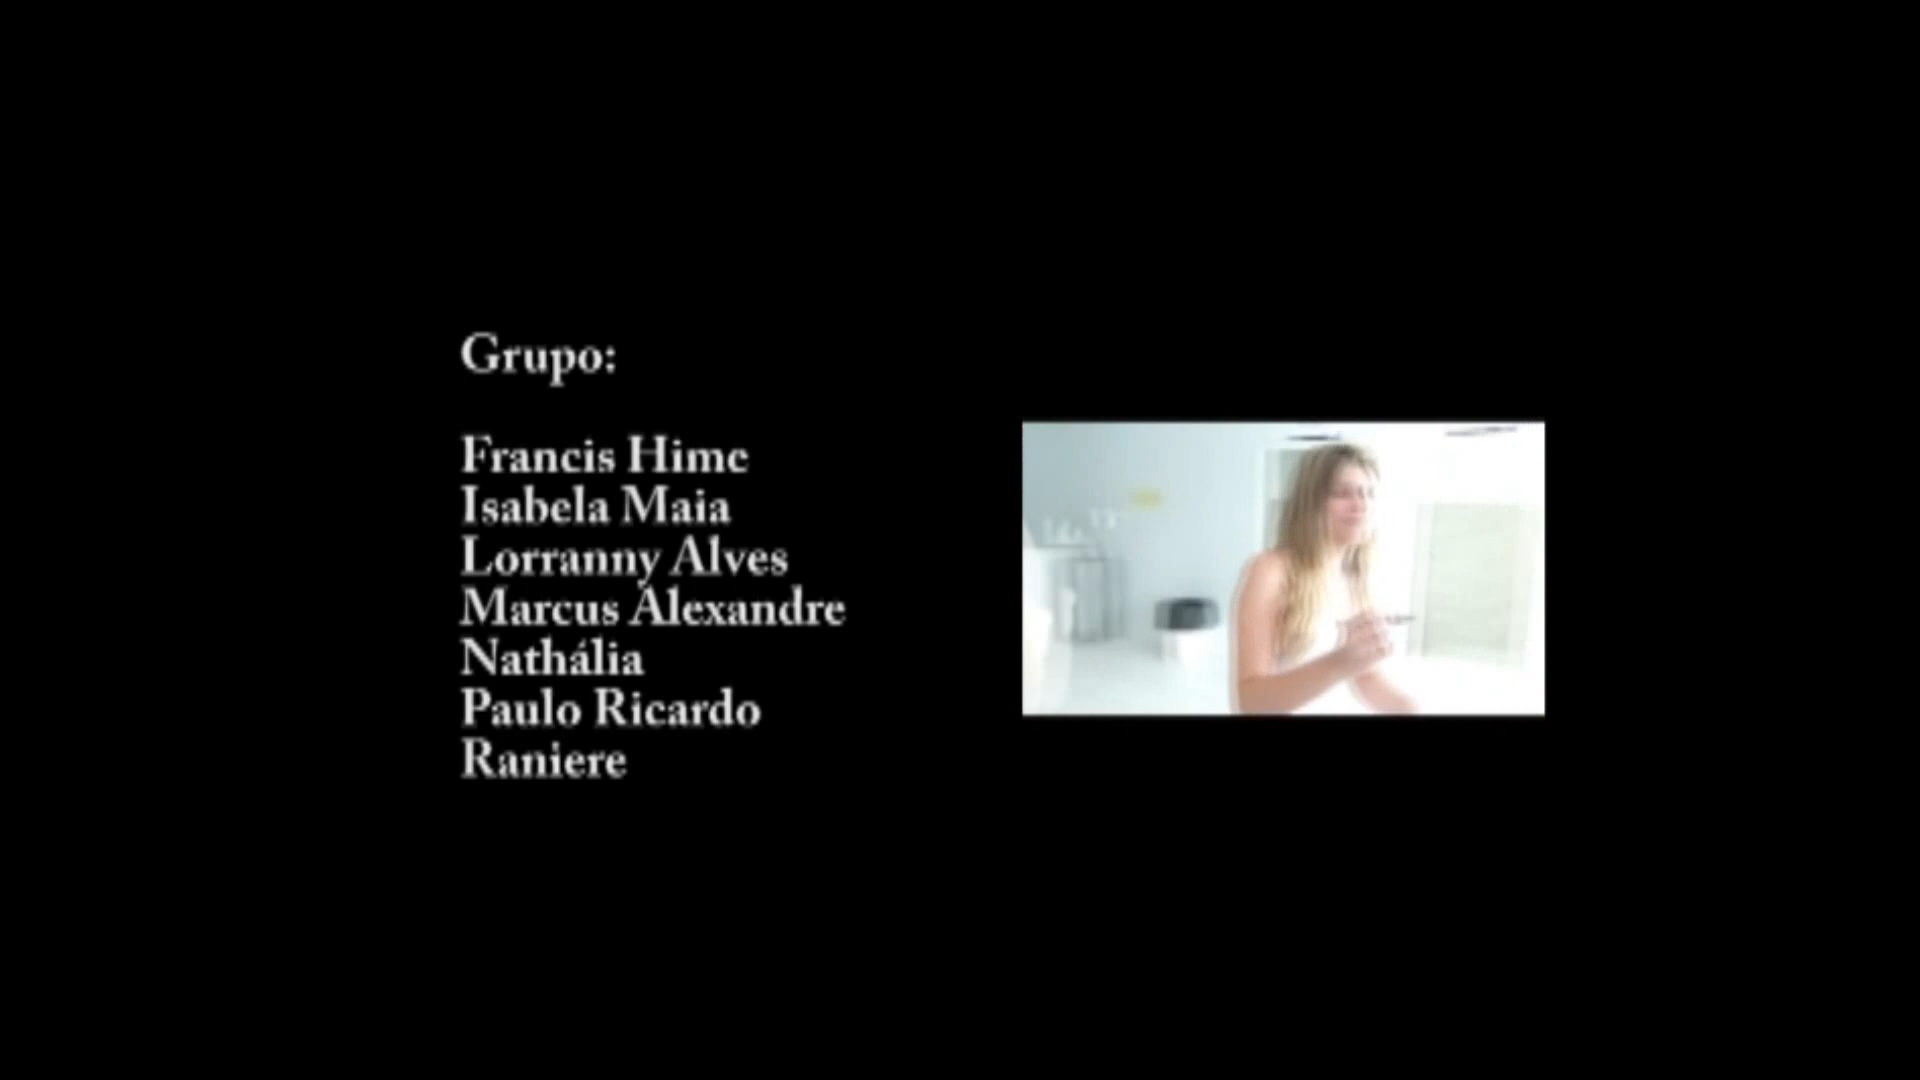 Grupo:
Francis Hime
Isabela Maia
Lorranny Alves
Marcus Alexandre
Nathália
Paulo Ricardo
Raniere